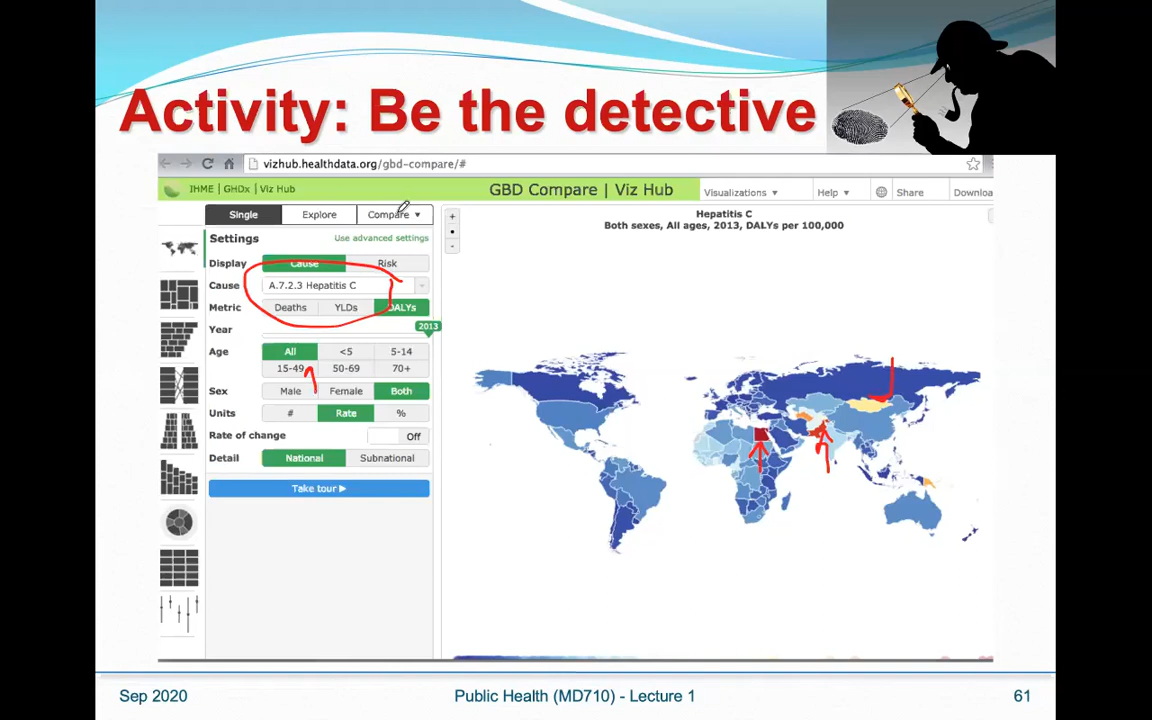 Activity: Be the detective
vizhub.healthdata.org/gbd-compare/#
IHME | GHDx | Viz Hub
GBD Compare | Viz Hub
Visualizations
Help
Share
Downloa
Single
Explore
Compare
Settings
Use advanced settings
Display
Cause
Risk
Cause
A.7.2.3 Hepatitis C
Metric
Deaths
YLDs
DALYs
Year
2013
Age
All
<5
5-14
15-49
50-69
70+
Sex
Male
Female
Both
Units
#
Rate
%
Rate of change
Off
Detail
National
Subnational
Take tour
+
-
Hepatitis C
Both sexes, All ages, 2013, DALYs per 100,000
Sep 2020
Public Health (MD710) - Lecture 1
61